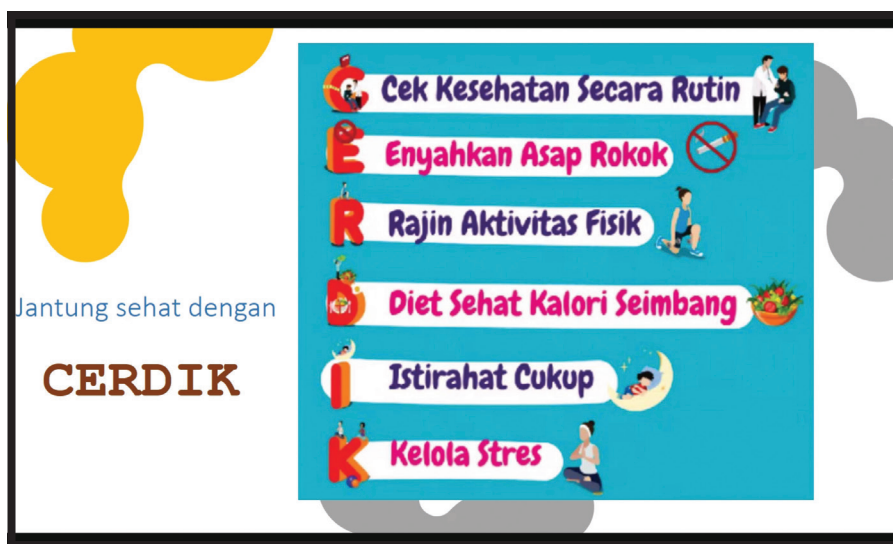 Jantung sehat dengan
CERDIK
C Cek Kesehatan Secara Rutin
E Enyahkan Asap Rokok
R Rajin Aktivitas Fisik
D Diet Sehat Kalori Seimbang
I Istirahat Cukup
K Kelola Stres